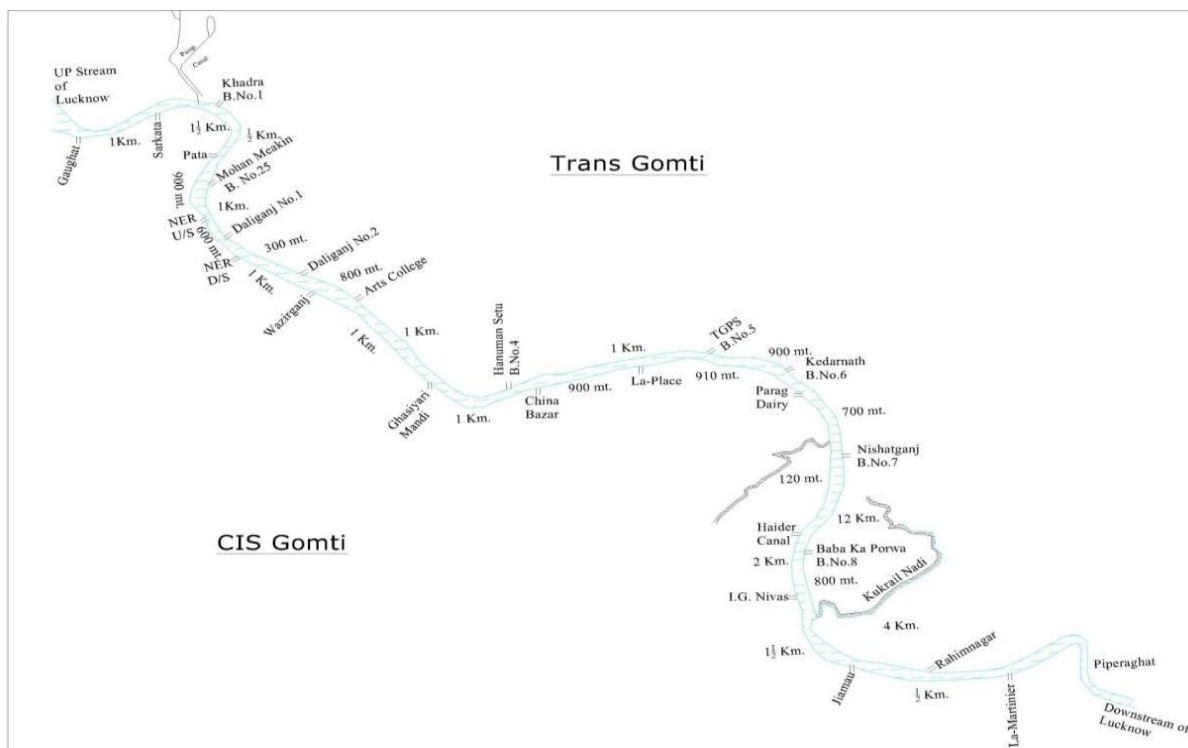 Pump
Canal
UP Stream
of
Lucknow
Khadra
B.No.1
1½ Km.
½ Km.
1Km.
Gaughat
Sarkata
Pata
Mohan Meakin
B. No.25
900 mt.
1Km.
NER
U/S
Daliganj No.1
600 mt.
300 mt.
NER
D/S
1 Km.
Daliganj No.2
800 mt.
Wazirganj
Arts College
Trans Gomti
1 Km.
1 Km.
Ghasiyari
Mandi
1 Km.
Hanuman Setu
B.No.4
China
Bazar
900 mt.
1 Km.
La-Place
TGPS
B.No.5
910 mt.
900 mt.
Kedarnath
B.No.6
Parag
Dairy
700 mt.
Nishatganj
B.No.7
120 mt.
CIS Gomti
12 Km.
Haider
Canal
2 Km.
Baba Ka Porwa
B.No.8
800 mt.
Kukrail Nadi
I.G. Nivas
4 Km.
1½ Km.
Jiamau
Rahimnagar
½ Km.
La-Martinier
Piperaghat
Downstream of
Lucknow